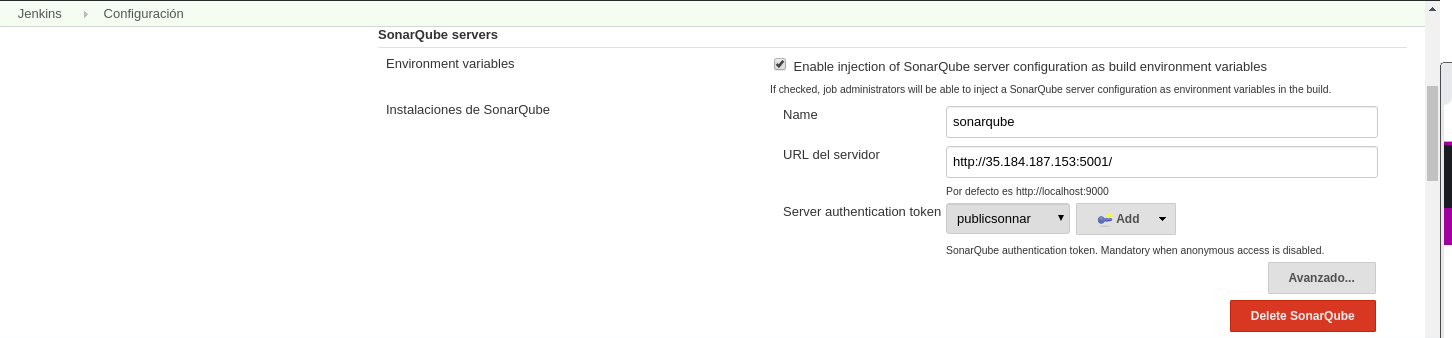 Jenkins Configuración
SonarQube servers
Environment variables
Enable injection of SonarQube server configuration as build environment variables
If checked, job administrators will be able to inject a SonarQube server configuration as environment variables in the build.
Instalaciones de SonarQube
Name
sonarqube
URL del servidor
http://35.184.187.153:5001/
Por defecto es http://localhost:9000
Server authentication token
publicsonnar
Add
SonarQube authentication token. Mandatory when anonymous access is disabled.
Avanzado...
Delete SonarQube